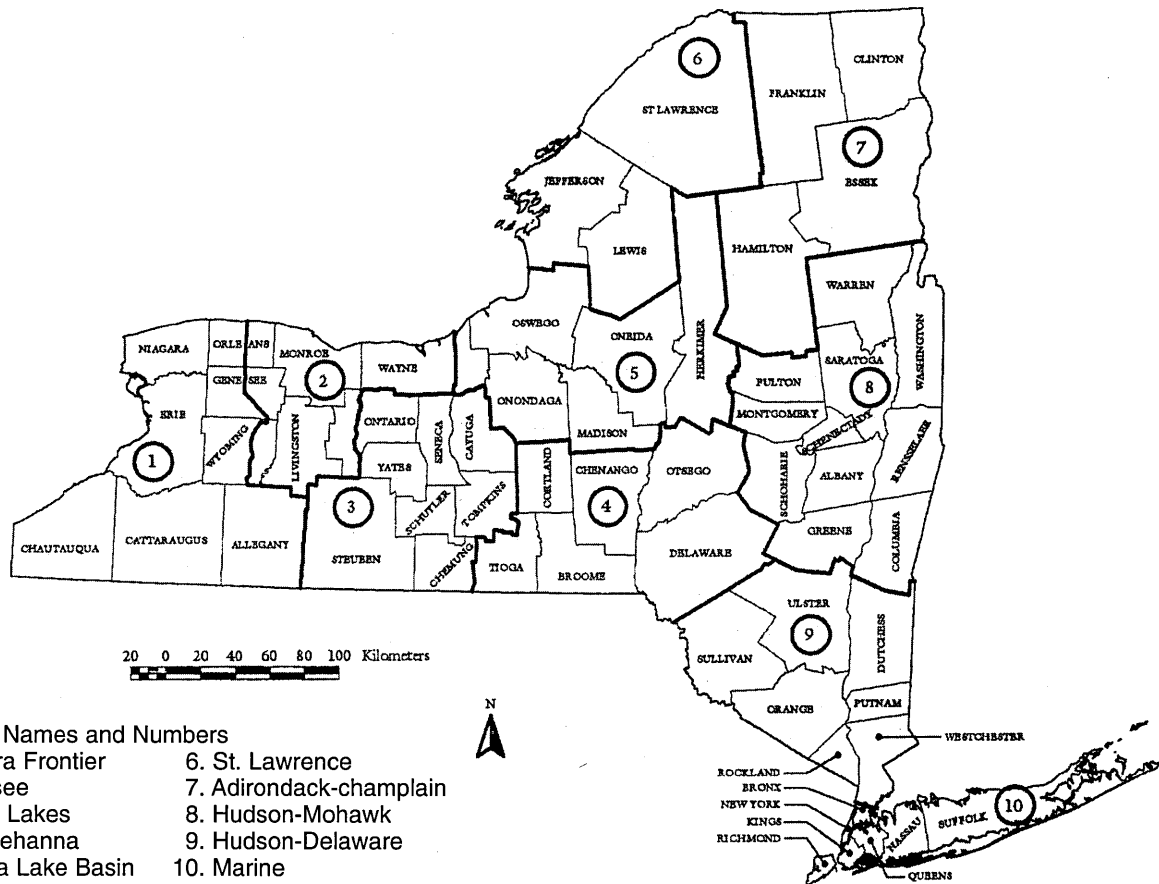 6
CLINTON
FRANKLIN
ST LAWRENCE
7
ESSEX
JEFFERSON
LEWIS
HAMILTON
WARREN
WASHINGTON
OSWEGO
ONEIDA
HERKIMER
NIAGARA
ORLEANS
MONROE
WAYNE
SARATOGA
2
5
8
GENESEE
FULTON
ERIE
ONTARIO
SENECA
CAYUGA
ONONDAGA
MONTGOMERY
SCHENECTADY
MADISON
WYOMING
LIVINGSTON
RENSSELAER
1
YATES
CORTLAND
CHENANGO
OTSEGO
SCHOHARIE
ALBANY
3
SCHUYLER
TOMPKINS
4
CHAUTAUQUA
CATTARAUGUS
ALLEGANY
STEUBEN
CHEMUNG
TIOGA
BROOME
DELAWARE
GREENE
COLUMBIA
ULSTER
9
DUTCHESS
SULLIVAN
20 0 20 40 60 80 100 Kilometers
ORANGE
PUTNAM
N
WESTCHESTER
ROCKLAND
BRONX
NEW YORK
KINGS
RICHMOND
NASSAU
SUFFOLK
10
QUEENS
Names and Numbers
ra Frontier 6. St. Lawrence
see 7. Adirondack-champlain
Lakes 8. Hudson-Mohawk
ehanna 9. Hudson-Delaware
a Lake Basin 10. Marine